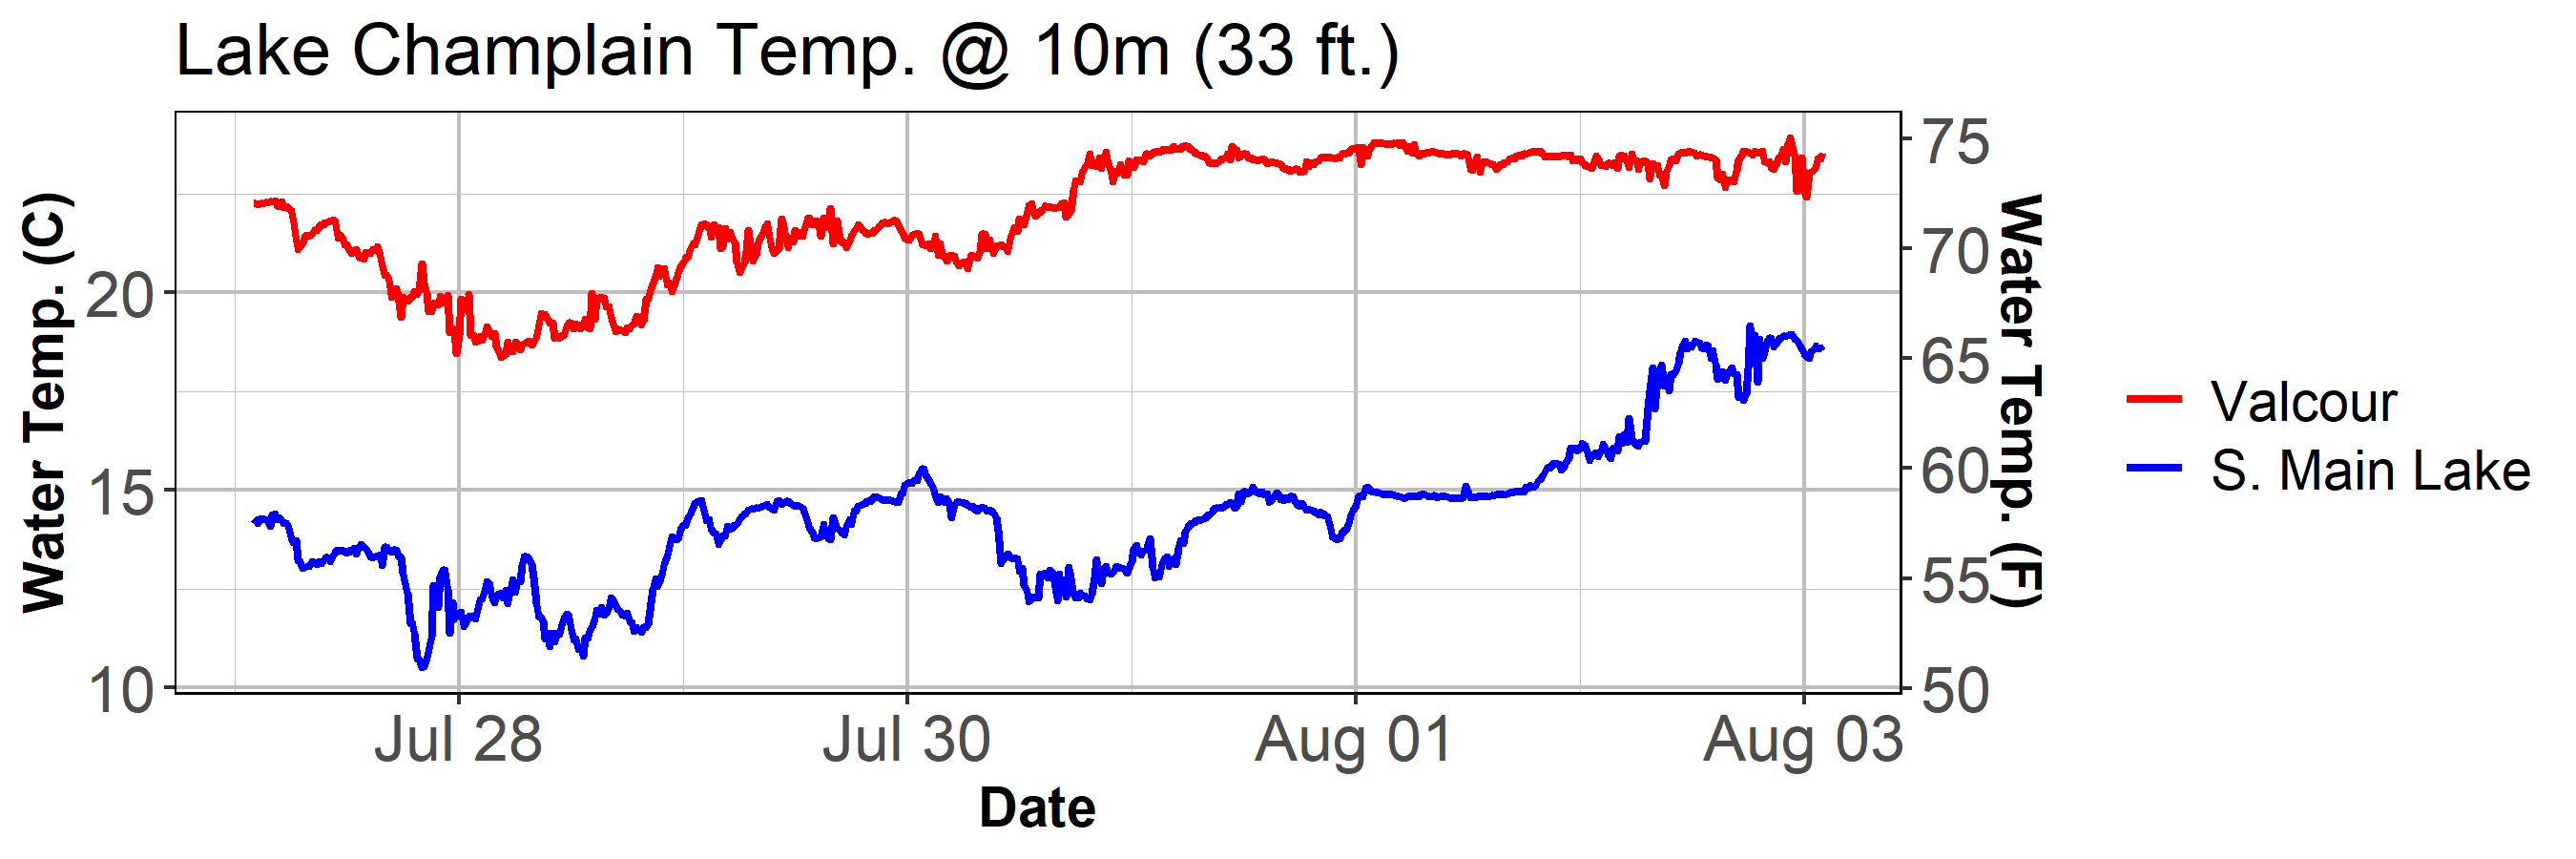 Lake Champlain Temp. @ 10m (33 ft.)
Water Temp. (C)
20
15
10
75
70
65
60
55
50
Water Temp. (F)
Jul 28
Jul 30
Aug 01
Aug 03
Date
Valcour
S. Main Lake